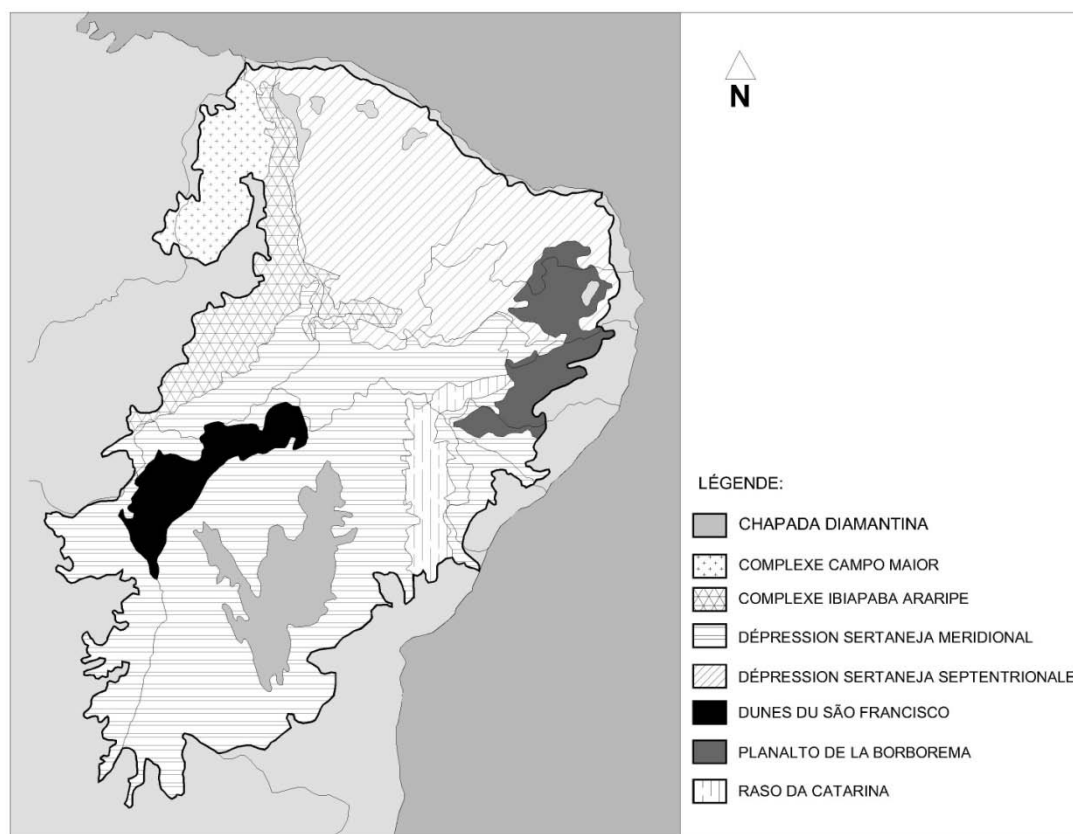 N
LÉGENDE:
CHAPADA DIAMANTINA
COMPLEXE CAMPO MAIOR
COMPLEXE IBIAPABA ARARIPE
DÉPRESSION SERTANEJA MERIDIONAL
DÉPRESSION SERTANEJA SEPTENTRIONALE
DUNES DU SÃO FRANCISCO
PLANALTO DE LA BORBOREMA
RASO DA CATARINA